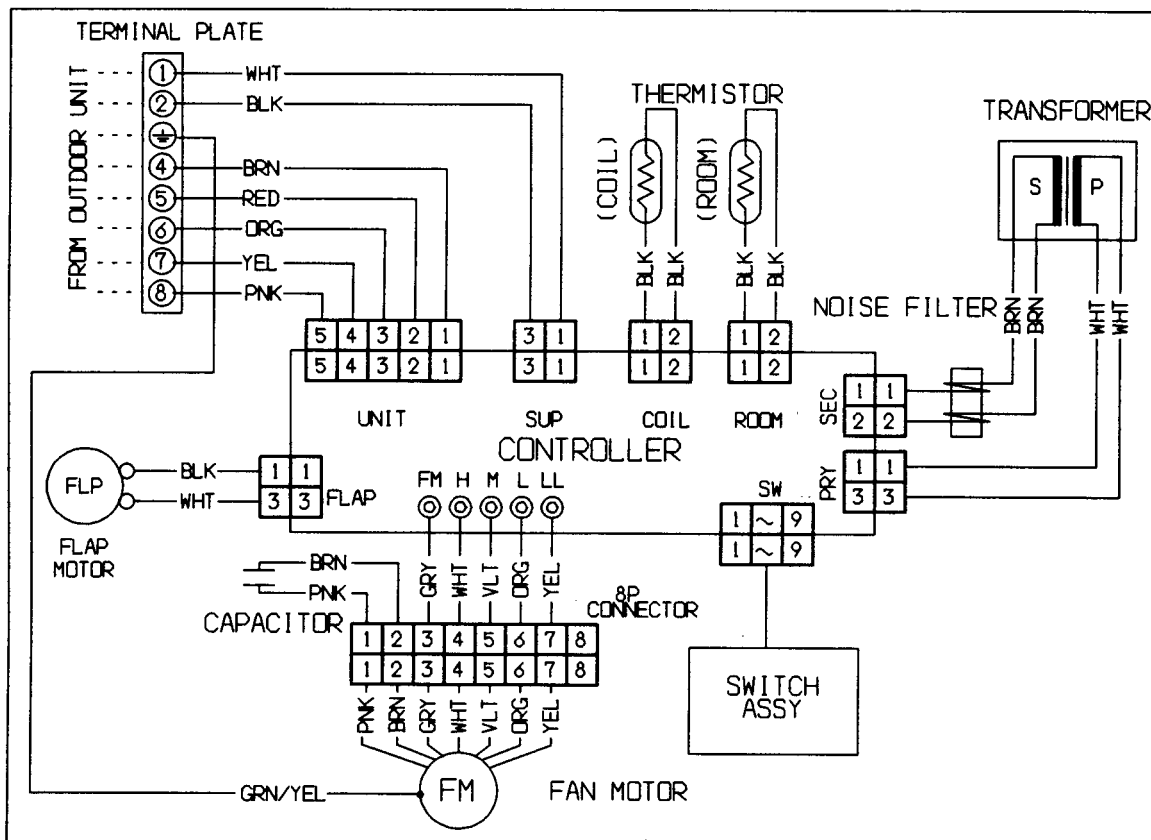 TERMINAL PLATE
FROM OUTDOOR UNIT
1 WHT
2 BLK
4 BRN
5 RED
6 ORG
7 YEL
8 PNK
THERMISTOR
(COIL)
(ROOM)
BLK
BLK
BLK
BLK
TRANSFORMER
S P
BRN
BRN
WHT
WHT
NOISE FILTER
5 4 3 2 1
5 4 3 2 1
UNIT
3 1
3 1
SUP
1 2
1 2
COIL
1 2
1 2
ROOM
SEC
1 1
2 2
PRY
1 1
3 3
CONTROLLER
FLP
FLAP MOTOR
BLK
WHT
1 1
3 3
FLAP
FM H M L LL
SW
1 ~ 9
1 ~ 9
SWITCH
ASSY
BRN
PNK
CAPACITOR
GRY
WHT
VLT
ORG
YEL
8P
CONNECTOR
1 2 3 4 5 6 7 8
1 2 3 4 5 6 7 8
PNK
BRN
GRY
WHT
VLT
ORG
YEL
GRN/YEL
FM
FAN MOTOR